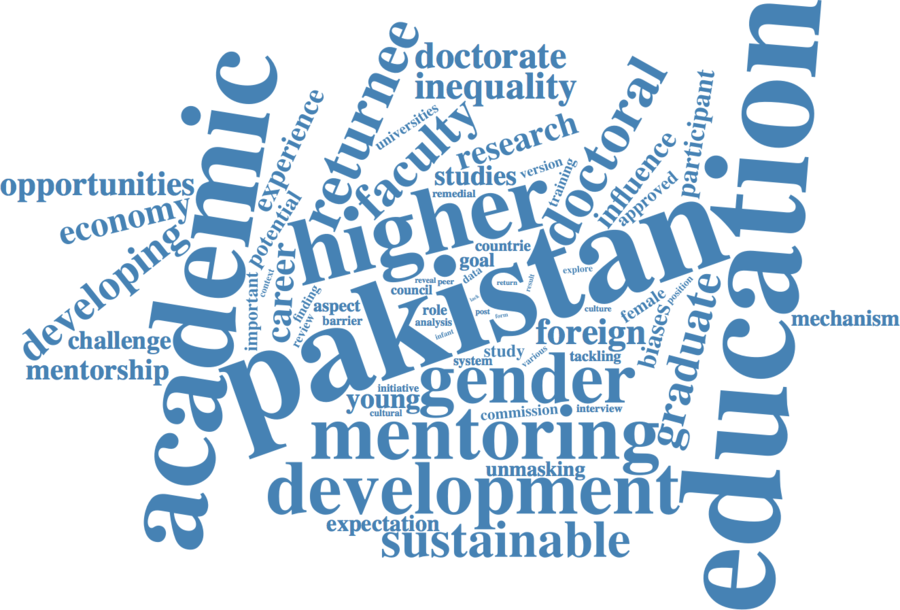 academic
returnee
doctorate
inequality
education
universities
faculty
research
doctoral
participant
experience
studies
version
training
influence
approved
opportunities
economy
developing
potential
remedial
higher
pakistan
countrie
goal
data
reveal
peer
council
return
result
explore
career
context
important
finding
review
aspect
barrier
role
analysis
infant
lack
post
form
culture
female
position
biases
graduate
mechanism
challenge
mentorship
foreign
study
various
tackling
system
gender
initiative
young
cultural
commission
interview
mentoring
unmasking
development
expectation
sustainable